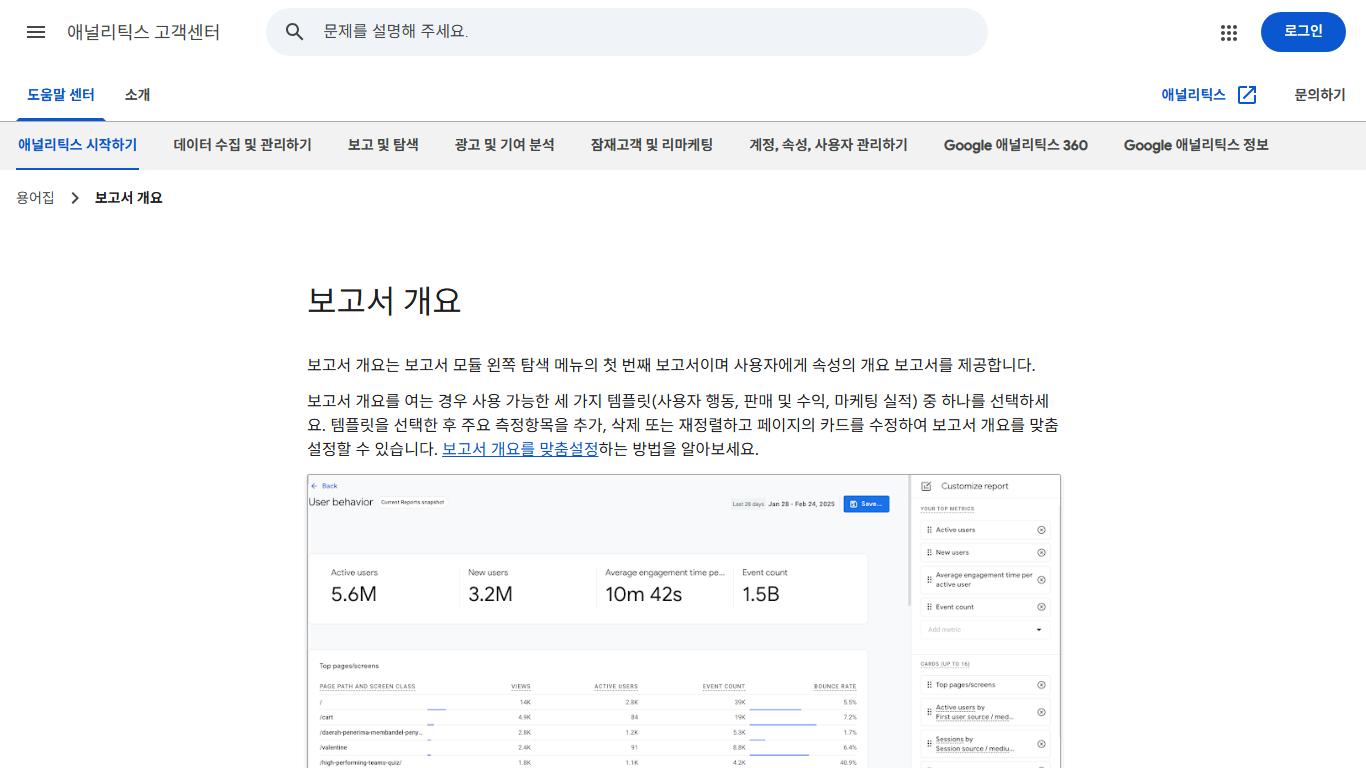 애널리틱스 고객센터
문제를 설명해 주세요.
로그인
도움말 센터
소개
애널리틱스
문의하기
애널리틱스 시작하기
데이터 수집 및 관리하기
보고 및 탐색
광고 및 기여 분석
잠재고객 및 리마케팅
계정, 속성, 사용자 관리하기
Google 애널리틱스 360
Google 애널리틱스 정보
용어집
보고서 개요
보고서 개요
보고서 개요는 보고서 모듈 왼쪽 탐색 메뉴의 첫 번째 보고서이며 사용자에게 속성의 개요 보고서를 제공합니다.
보고서 개요를 여는 경우 사용 가능한 세 가지 템플릿(사용자 행동, 판매 및 수익, 마케팅 실적) 중 하나를 선택하세
요. 템플릿을 선택한 후 주요 측정항목을 추가, 삭제 또는 재정렬하고 페이지의 카드를 수정하여 보고서 개요를 맞춤
설정할 수 있습니다. 보고서 개요를 맞춤설정하는 방법을 알아보세요.
Back
User behavior
Current Reports snapshot
Last 28 days Jan 28 - Feb 24, 2025
Save...
Active users
5.6M
New users
3.2M
Average engagement time pe...
10m 42s
Event count
1.5B
Top pages/screens
PAGE PATH AND SCREEN CLASS VIEWS ACTIVE USERS EVENT COUNT BOUNCE RATE
/ 14K 2.8K 39K 5.5%
/cart 4.9K 84 19K 7.2%
/daerah-penerima-membandel-peny... 2.8K 1.2K 5.3K 1.7%
/valentine 2.4K 91 8.8K 6.4%
/high-performing-teams-quiz/ 1.8K 1.1K 4.2K 40.9%
Customize report
YOUR TOP METRICS
Active users
New users
Average engagement time per
active user
Event count
Add metric
CARDS (UP TO 16)
Top pages/screens
Active users by
First user source / med...
Sessions by
Session source / mediu...